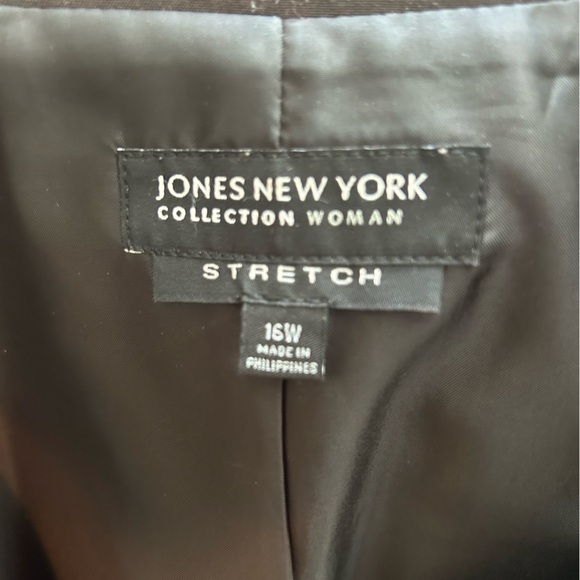 JONES NEW YORK
COLLECTION WOMAN
STRETCH
16W
MADE IN
PHILIPPINES